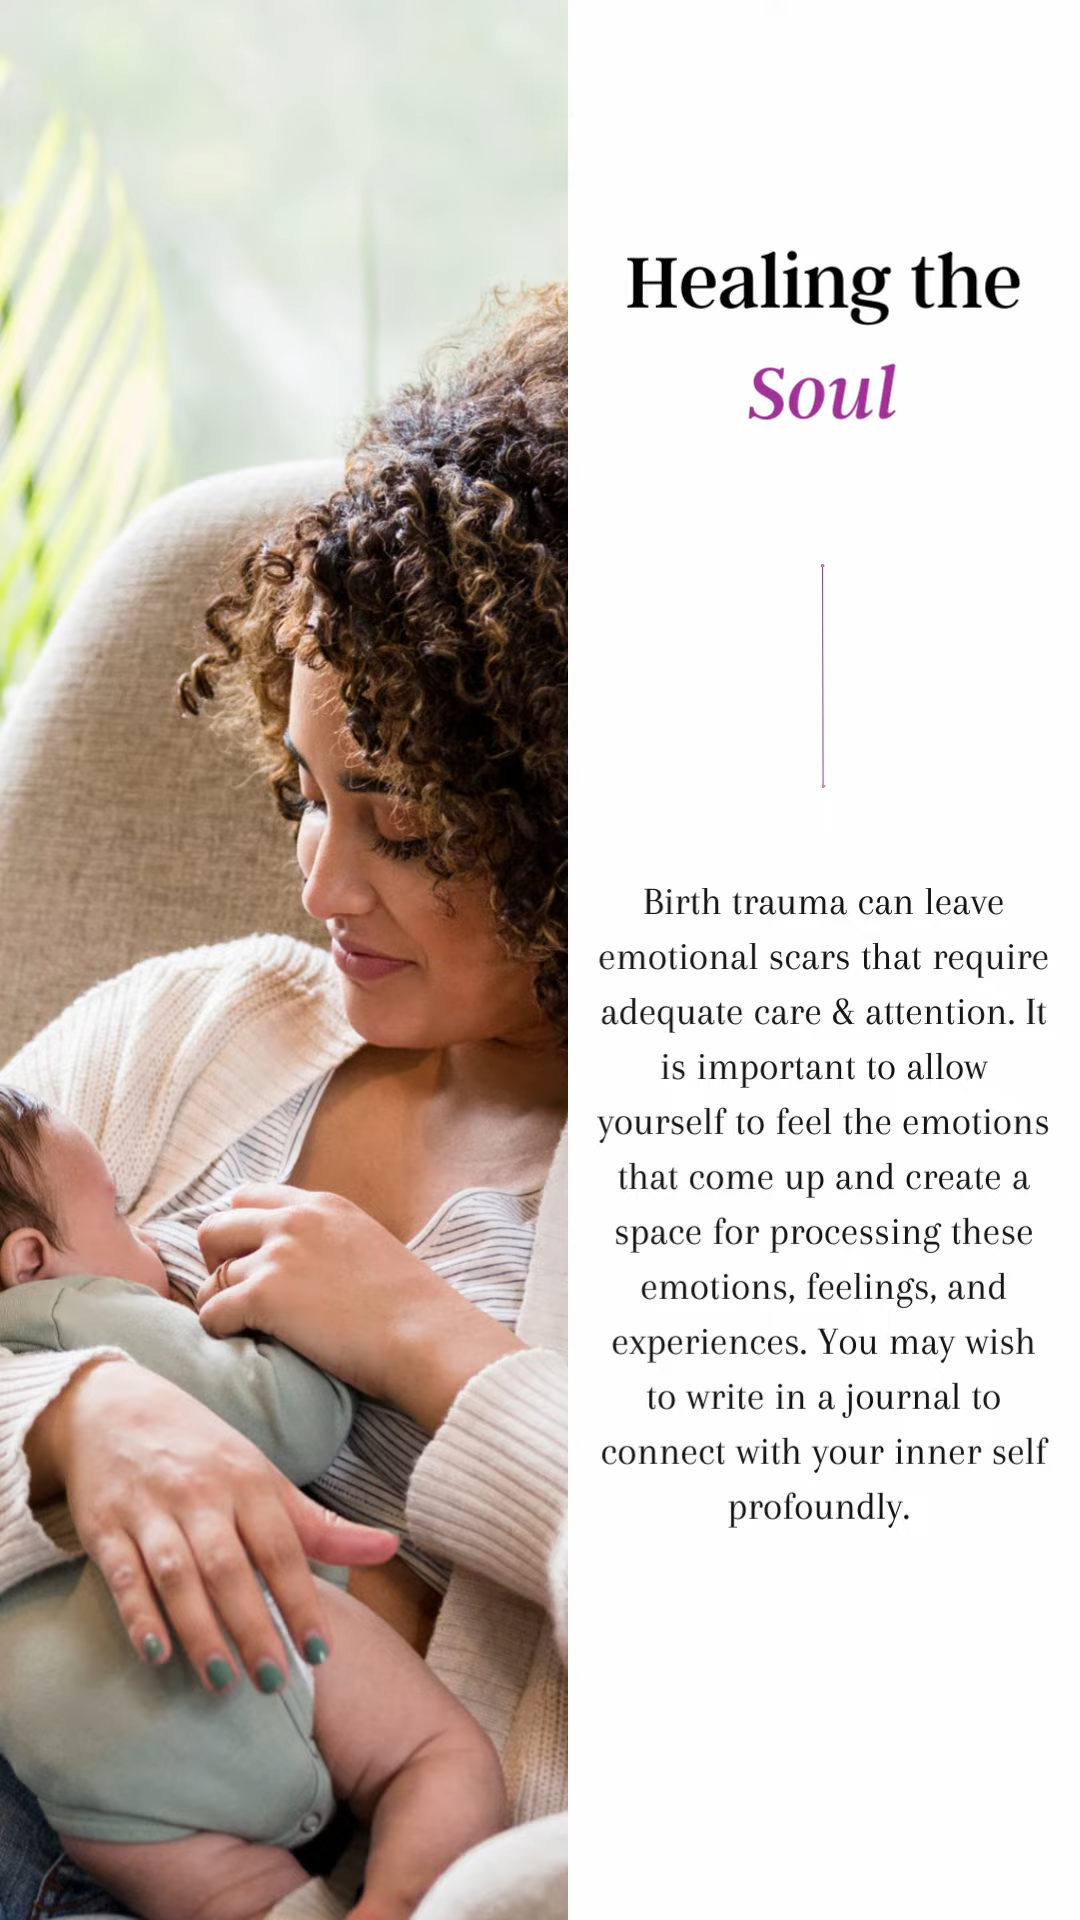 Healing the
Soul
Birth trauma can leave
emotional scars that require
adequate care & attention. It
is important to allow
yourself to feel the emotions
that come up and create a
space for processing these
emotions, feelings, and
experiences. You may wish
to write in a journal to
connect with your inner self
profoundly.